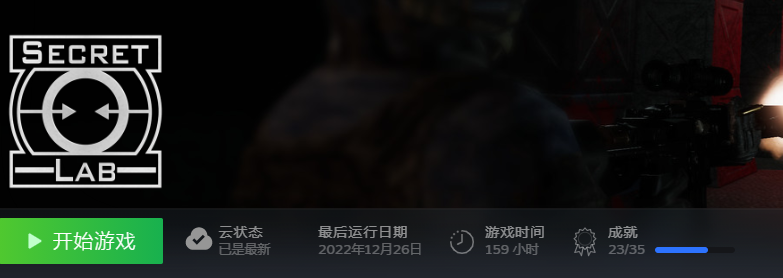 SECRET
LAB
开始游戏
云状态
已是最新
最后运行日期
2022年12月26日
游戏时间
159 小时
成就
23/35